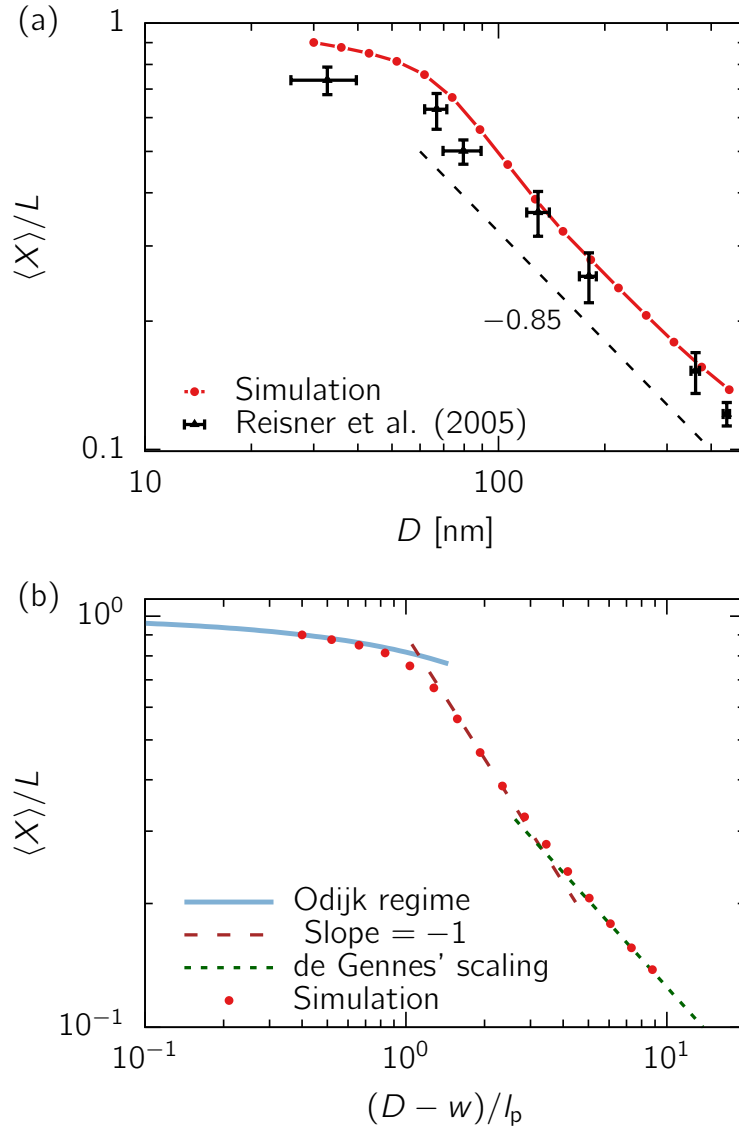 (a)
1
⟨X⟩/L
−0.85
Simulation
Reisner et al. (2005)
0.1
10
100
D [nm]
(b)
10⁰
⟨X⟩/L
Odijk regime
Slope = −1
de Gennes' scaling
Simulation
10⁻¹
10⁻¹
10⁰
10¹
(D − w)/lₚ